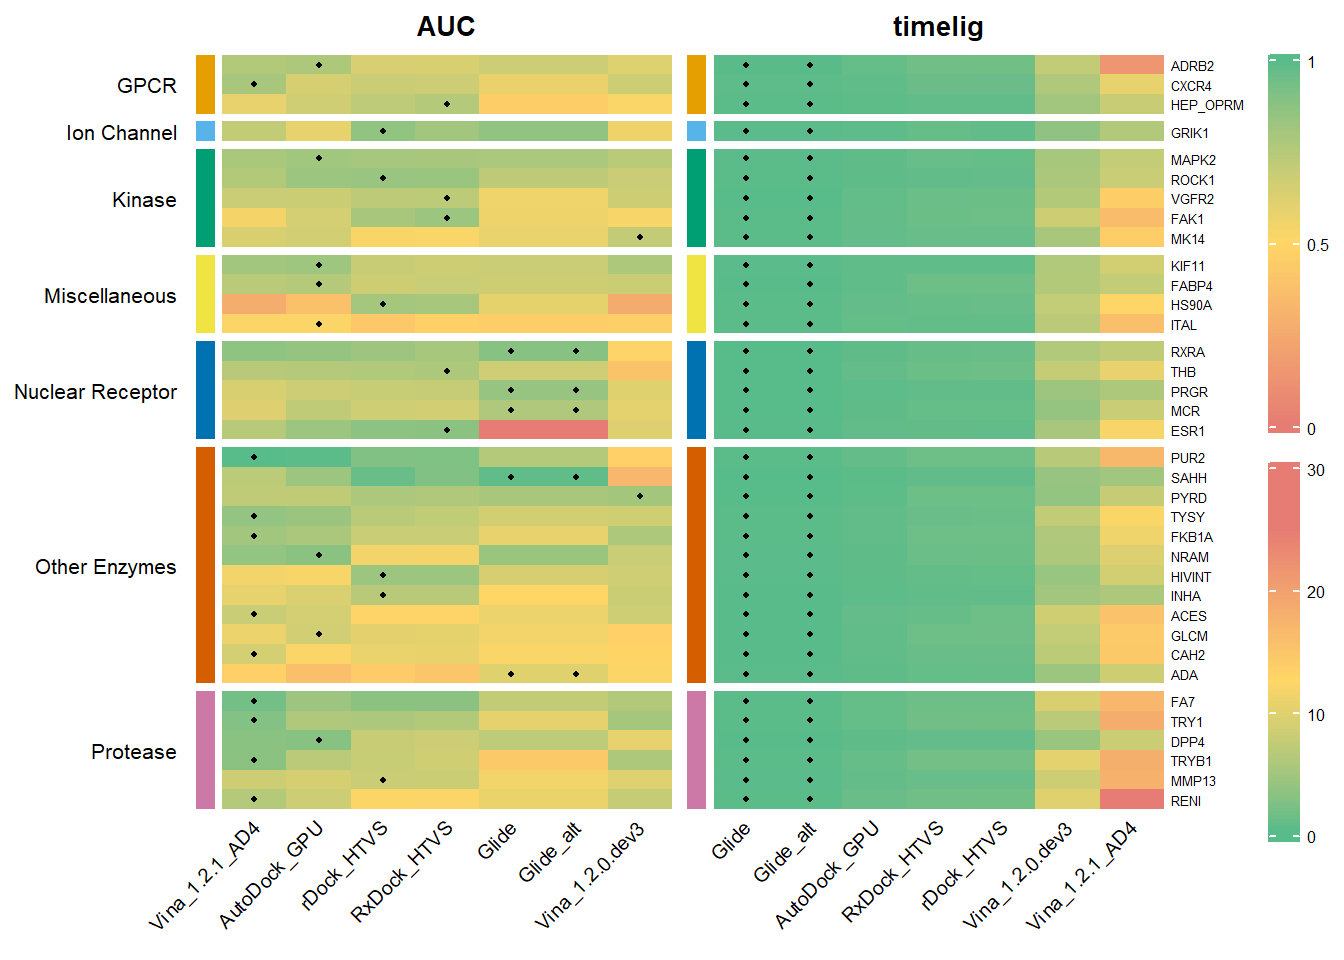 AUC
timelig
GPCR
Ion Channel
Kinase
Miscellaneous
Nuclear Receptor
Other Enzymes
Protease
ADRB2
CXCR4
HEP_OPRM
GRIK1
MAPK2
ROCK1
VGFR2
FAK1
MK14
KIF11
FABP4
HS90A
ITAL
RXRA
THB
PRGR
MCR
ESR1
PUR2
SAHH
PYRD
TYSY
FKB1A
NRAM
HIVINT
INHA
ACES
GLCM
CAH2
ADA
FA7
TRY1
DPP4
TRYB1
MMP13
RENI
1
0.5
0
30
20
10
0
Vina_1.2.1_AD4
AutoDock_GPU
rDock_HTVS
RxDock_HTVS
Glide
Glide_alt
Vina_1.2.0.dev3
Glide
Glide_alt
AutoDock_GPU
RxDock_HTVS
rDock_HTVS
Vina_1.2.0.dev3
Vina_1.2.1_AD4